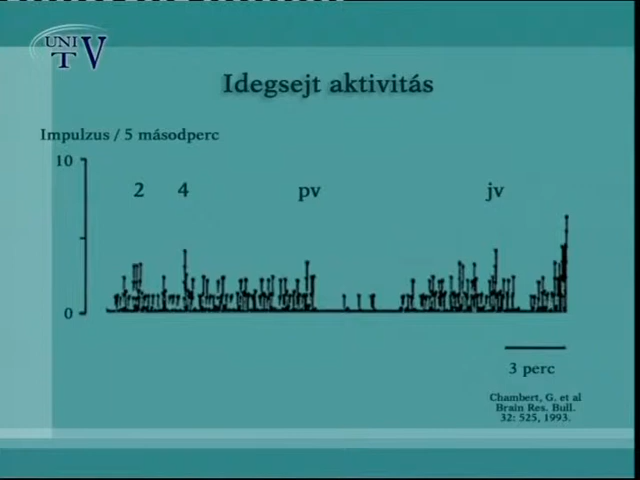 UNI
TV
Idegsejt aktivitás
Impulzus / 5 másodperc
10
2 4 pv jv
0
3 perc
Chambert, G. et al
Brain Res. Bull.
32: 525, 1993.